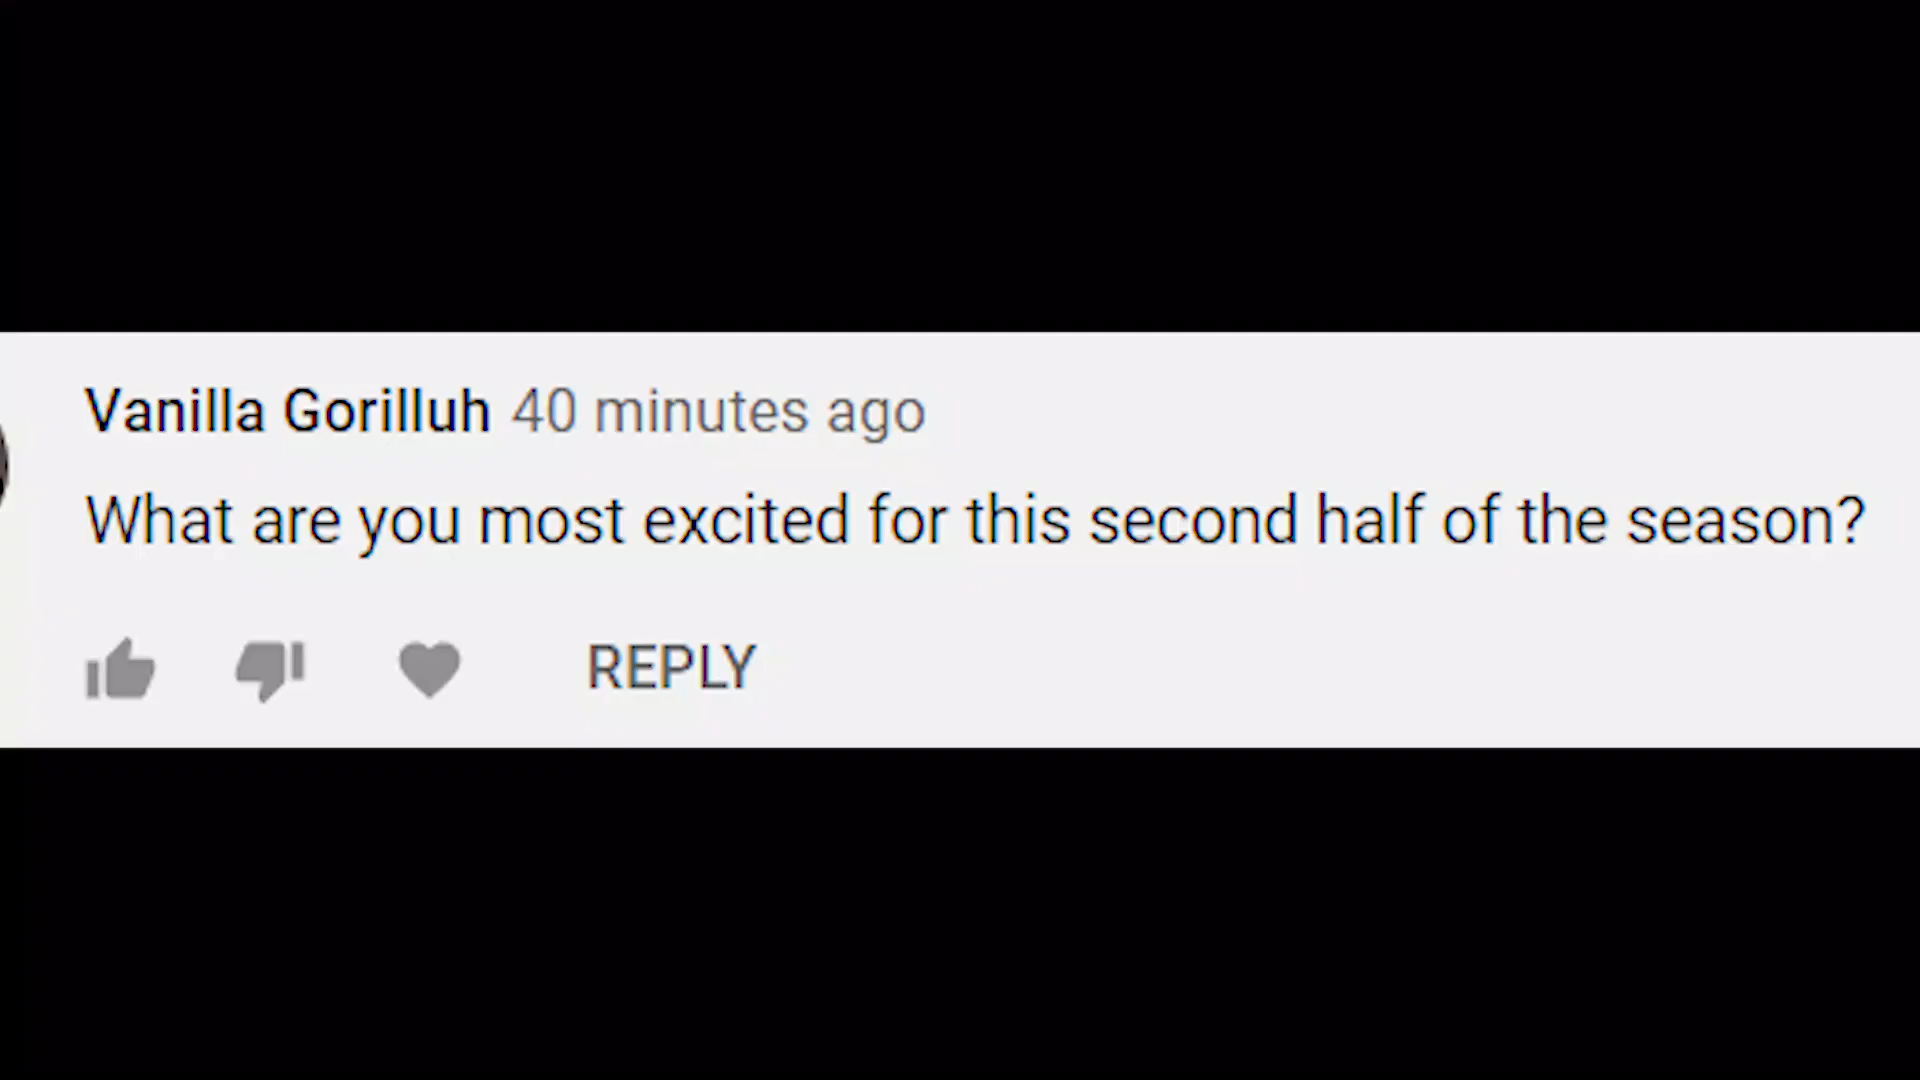 Vanilla Gorilluh 40 minutes ago
What are you most excited for this second half of the season?
REPLY